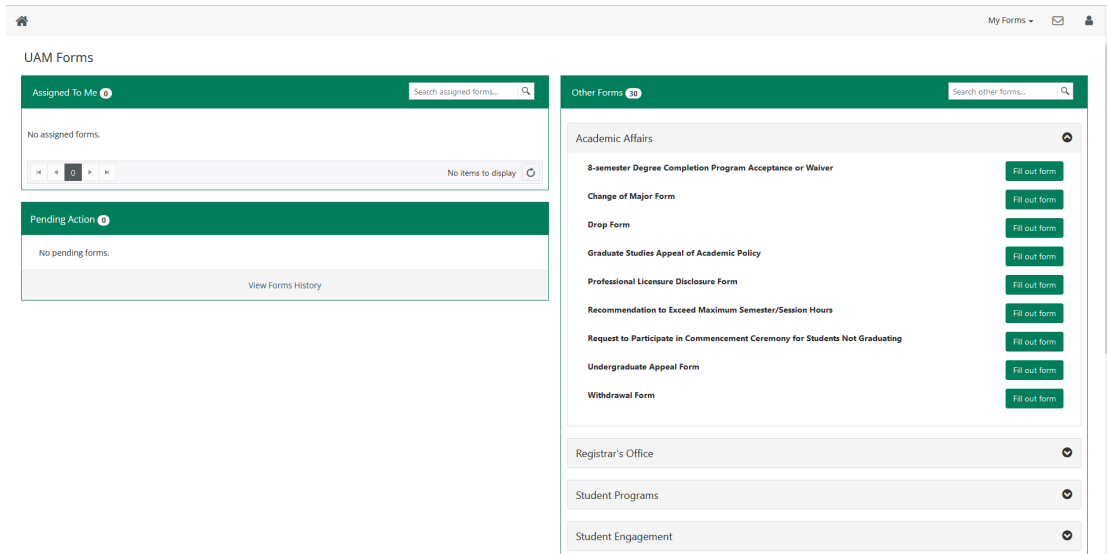 My Forms
UAM Forms
Assigned To Me 0
Search assigned forms...
No assigned forms.
0
No items to display
Pending Action 0
No pending forms.
View Forms History
Other Forms 30
Search other forms...
Academic Affairs
8-semester Degree Completion Program Acceptance or Waiver
Fill out form
Change of Major Form
Fill out form
Drop Form
Fill out form
Graduate Studies Appeal of Academic Policy
Fill out form
Professional Licensure Disclosure Form
Fill out form
Recommendation to Exceed Maximum Semester/Session Hours
Fill out form
Request to Participate in Commencement Ceremony for Students Not Graduating
Fill out form
Undergraduate Appeal Form
Fill out form
Withdrawal Form
Fill out form
Registrar's Office
Student Programs
Student Engagement